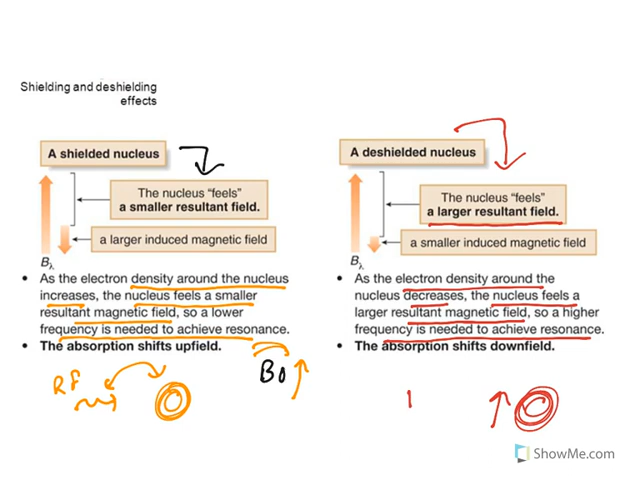 Shielding and deshielding
effects
A shielded nucleus
The nucleus “feels”
a smaller resultant field.
a larger induced magnetic field
Bλ
• As the electron density around the nucleus
increases, the nucleus feels a smaller
resultant magnetic field, so a lower
frequency is needed to achieve resonance.
• The absorption shifts upfield.
RF
B0
A deshielded nucleus
The nucleus “feels”
a larger resultant field.
a smaller induced magnetic field
Bλ
• As the electron density around the
nucleus decreases, the nucleus feels a
larger resultant magnetic field, so a higher
frequency is needed to achieve resonance.
• The absorption shifts downfield.
ShowMe.com